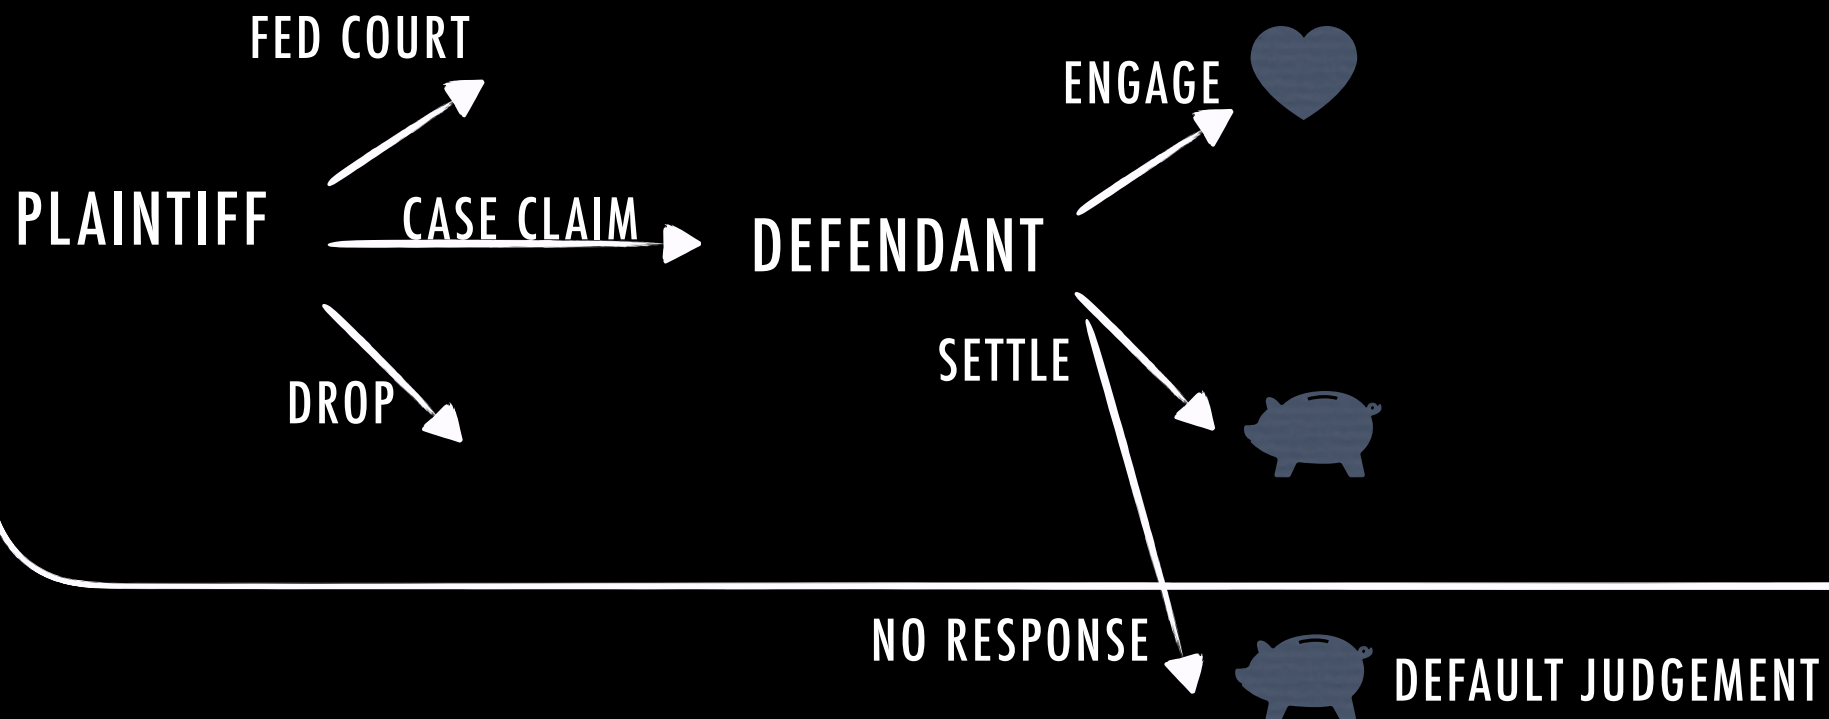 FED COURT
ENGAGE
PLAINTIFF
CASE CLAIM
DEFENDANT
SETTLE
DROP
NO RESPONSE
DEFAULT JUDGEMENT